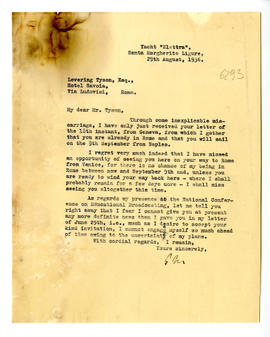 Yacht "Elettra",
Santa Margherita Ligure,
29th August, 1936.
6293
Levering Tyson, Esq.,
Hotel Savoia,
Via Ludovisi, Rome.
My dear Mr. Tyson,
Through some inexplicable mis-
carriage, I have only just received your letter of
the 18th instant, from Geneva, from which I gather
that you are already in Rome and that you will sail
on the 9th September from Naples.
I regret very much indeed that I have missed
an opportunity of seeing you here on your way to Rome
from Venice, for there is no chance of my being in
Rome between now and September 9th and, unless you
are ready to wind your way back here - where I shall
probably remain for a few days more - I shall miss
seeing you altogether this time.
As regards my presence at the National Confer-
ence on Educational Broadcasting, let me tell you
right away that I fear I cannot give you at present
any more definite news than I gave you in my letter
of June 25th, i.e., much as I desire to accept your
kind invitation, I cannot engage myself so much ahead
of time owing to the uncertainty of my plans.
With cordial regards, I remain,
Yours sincerely,